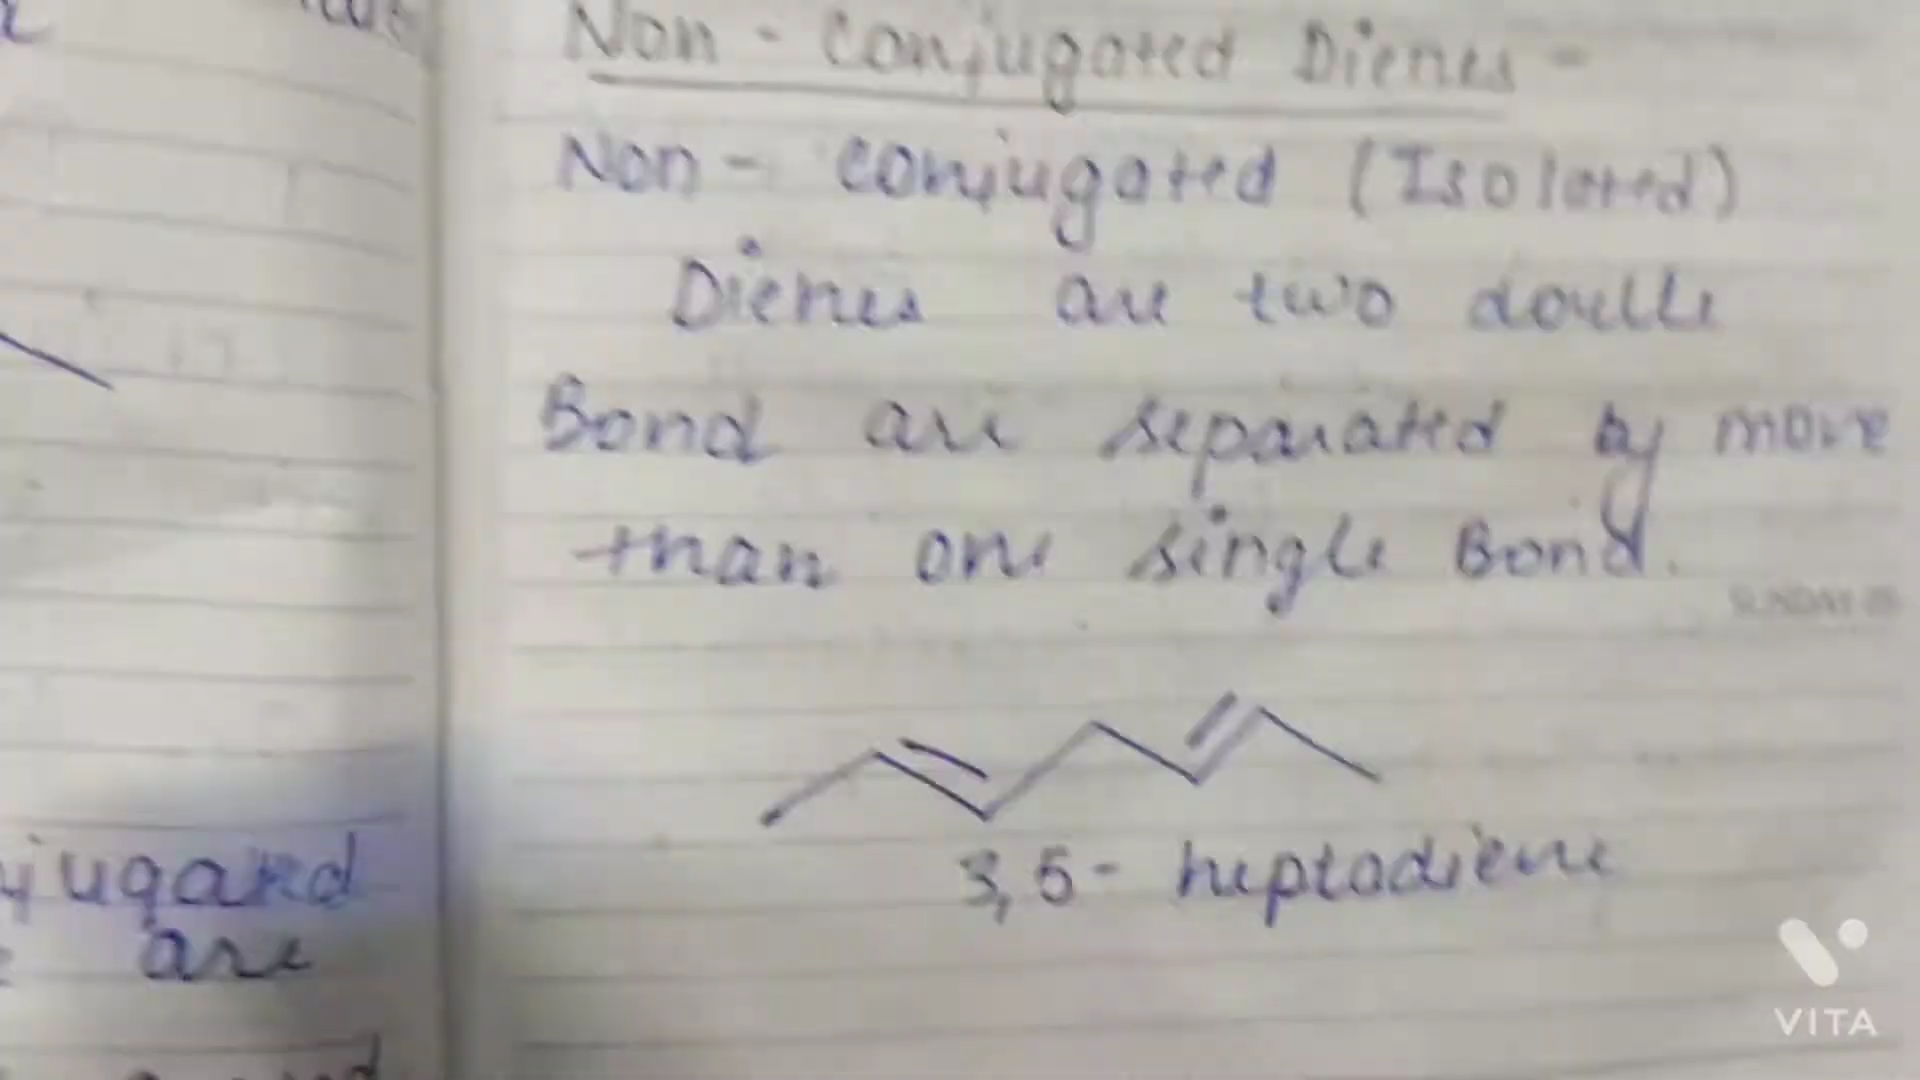 Non - Conjugated Dienes -
Non - conjugated (Isolated)
Dienes are two double
Bond are separated by more
than one single Bond.
3,5 - heptadiene
jugated
are
VITA